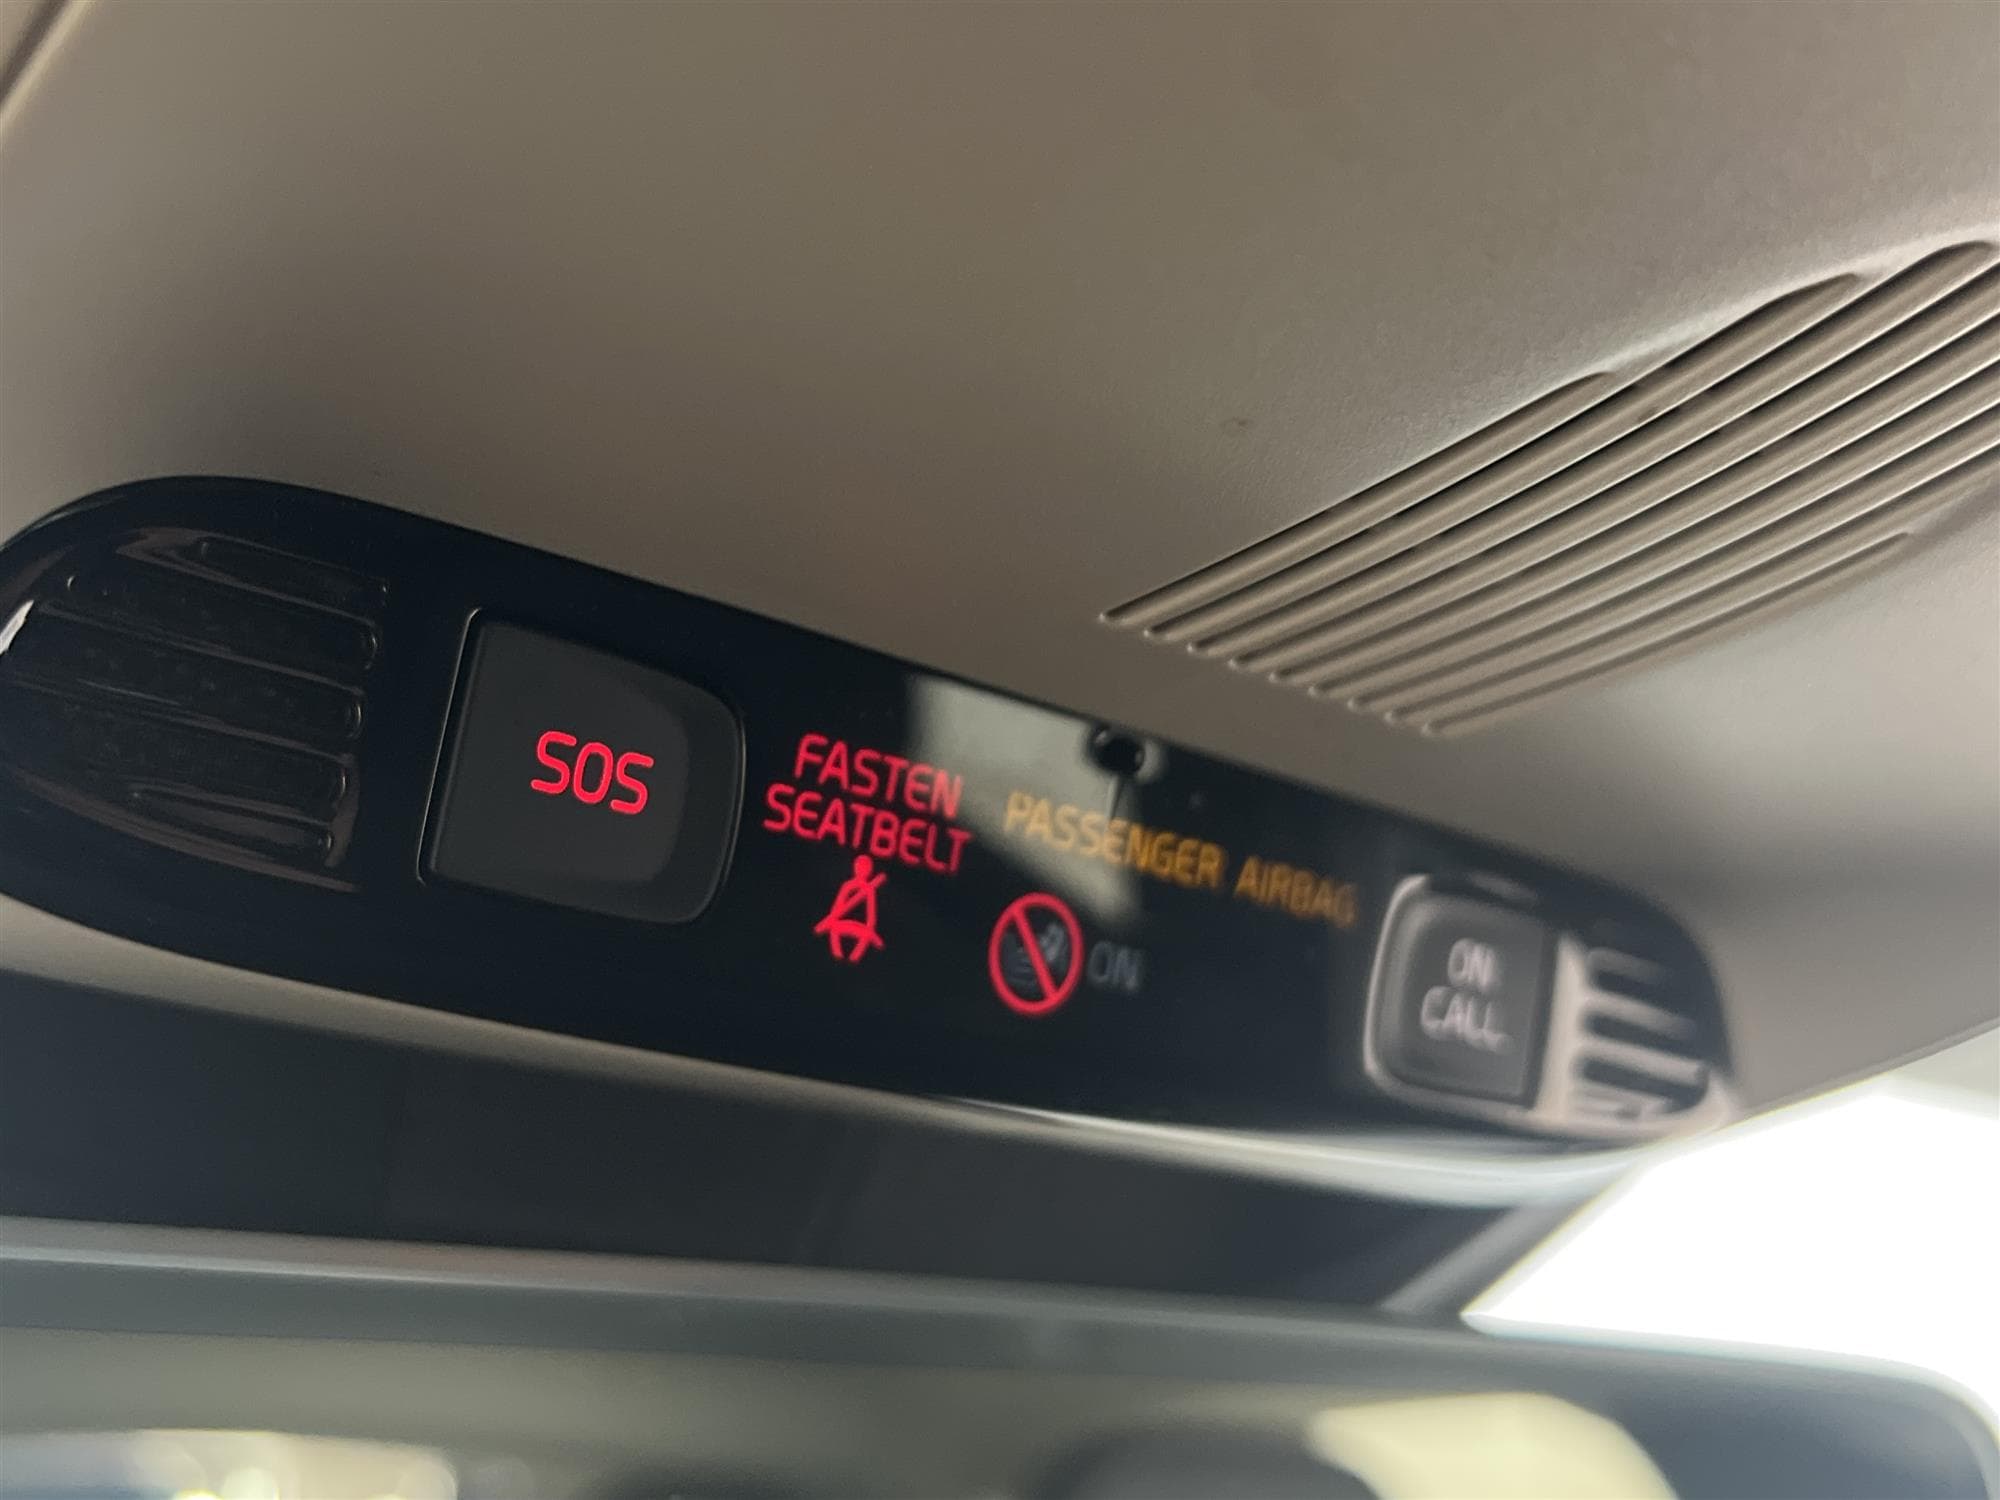 SOS
FASTEN
SEATBELT
PASSENGER AIRBAG
ON
ON
CALL